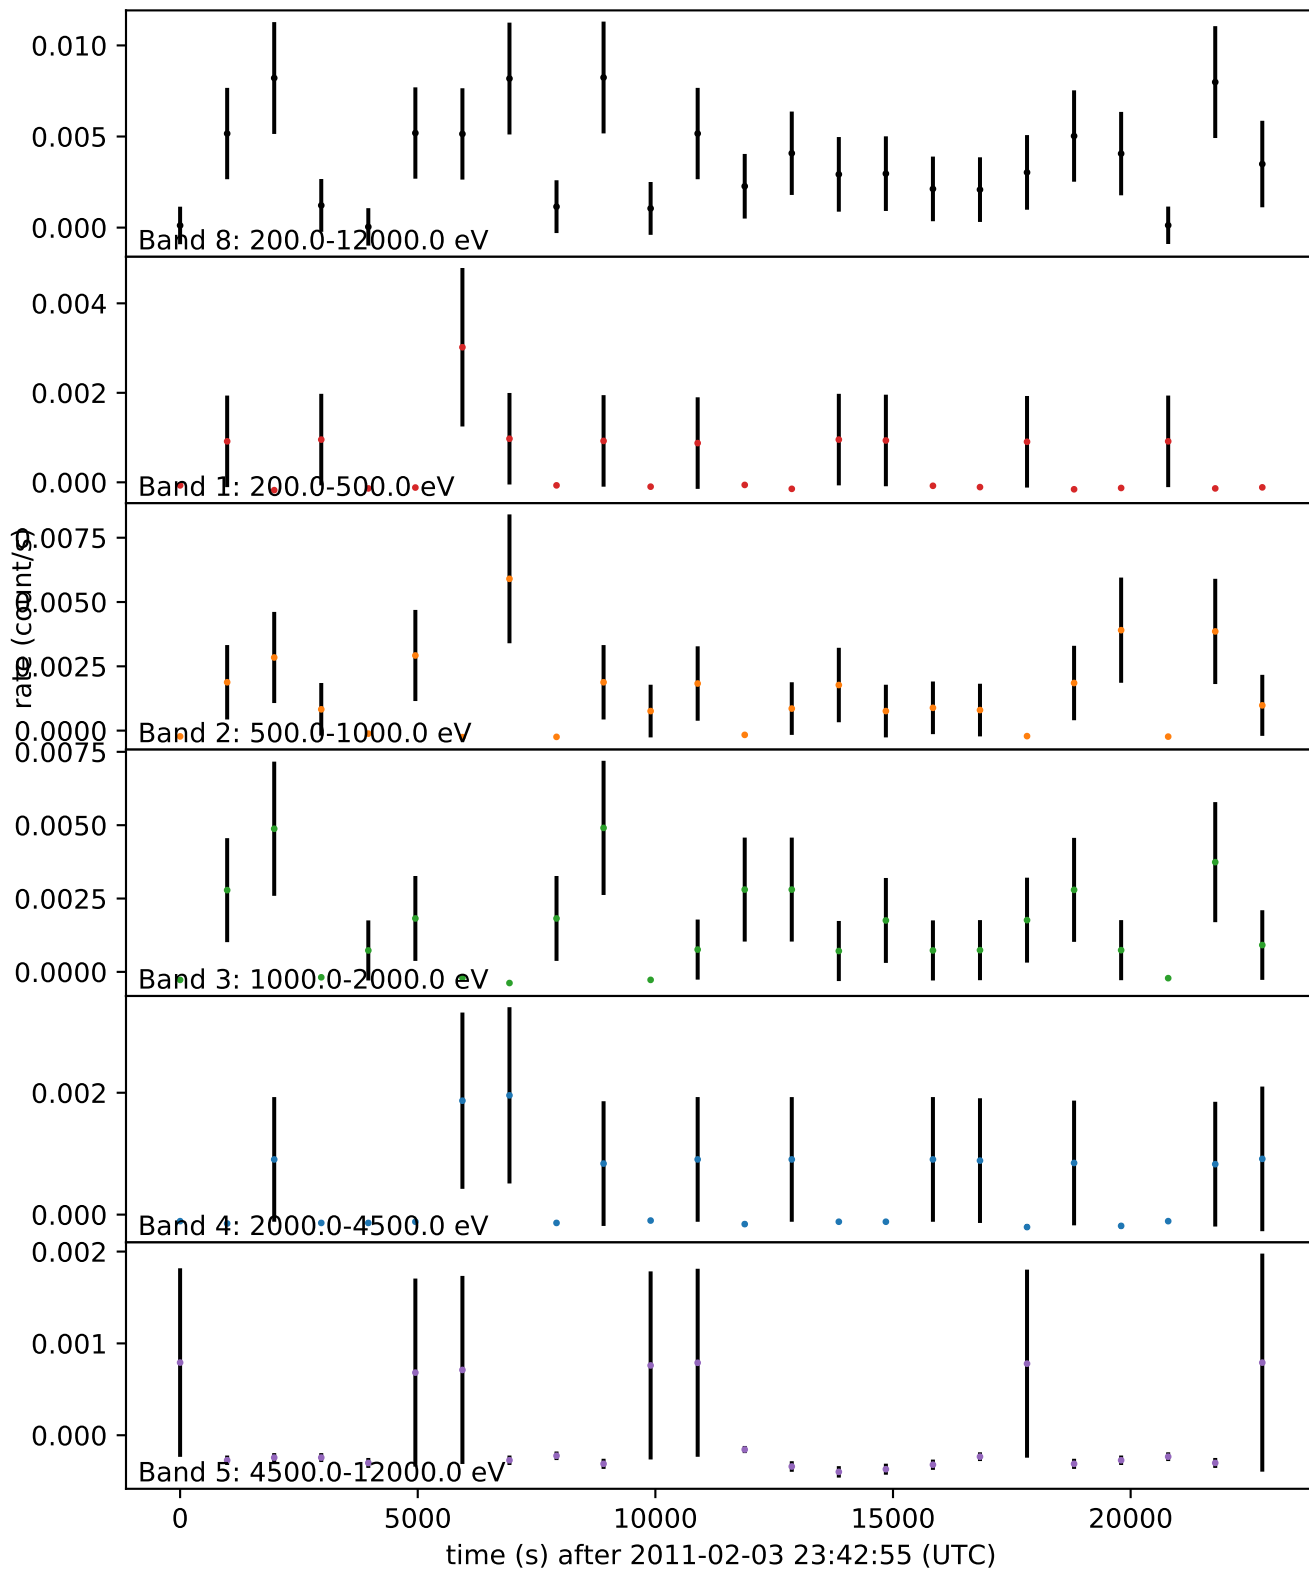 0.010
0.005
0.000
Band 8: 200.0-12000.0 eV
0.004
0.002
0.000
Band 1: 200.0-500.0 eV
rate (count/s)
0.0075
0.0050
0.0025
0.0000
Band 2: 500.0-1000.0 eV
0.0075
0.0050
0.0025
0.0000
Band 3: 1000.0-2000.0 eV
0.002
0.000
Band 4: 2000.0-4500.0 eV
0.002
0.001
0.000
Band 5: 4500.0-12000.0 eV
0 5000 10000 15000 20000
time (s) after 2011-02-03 23:42:55 (UTC)